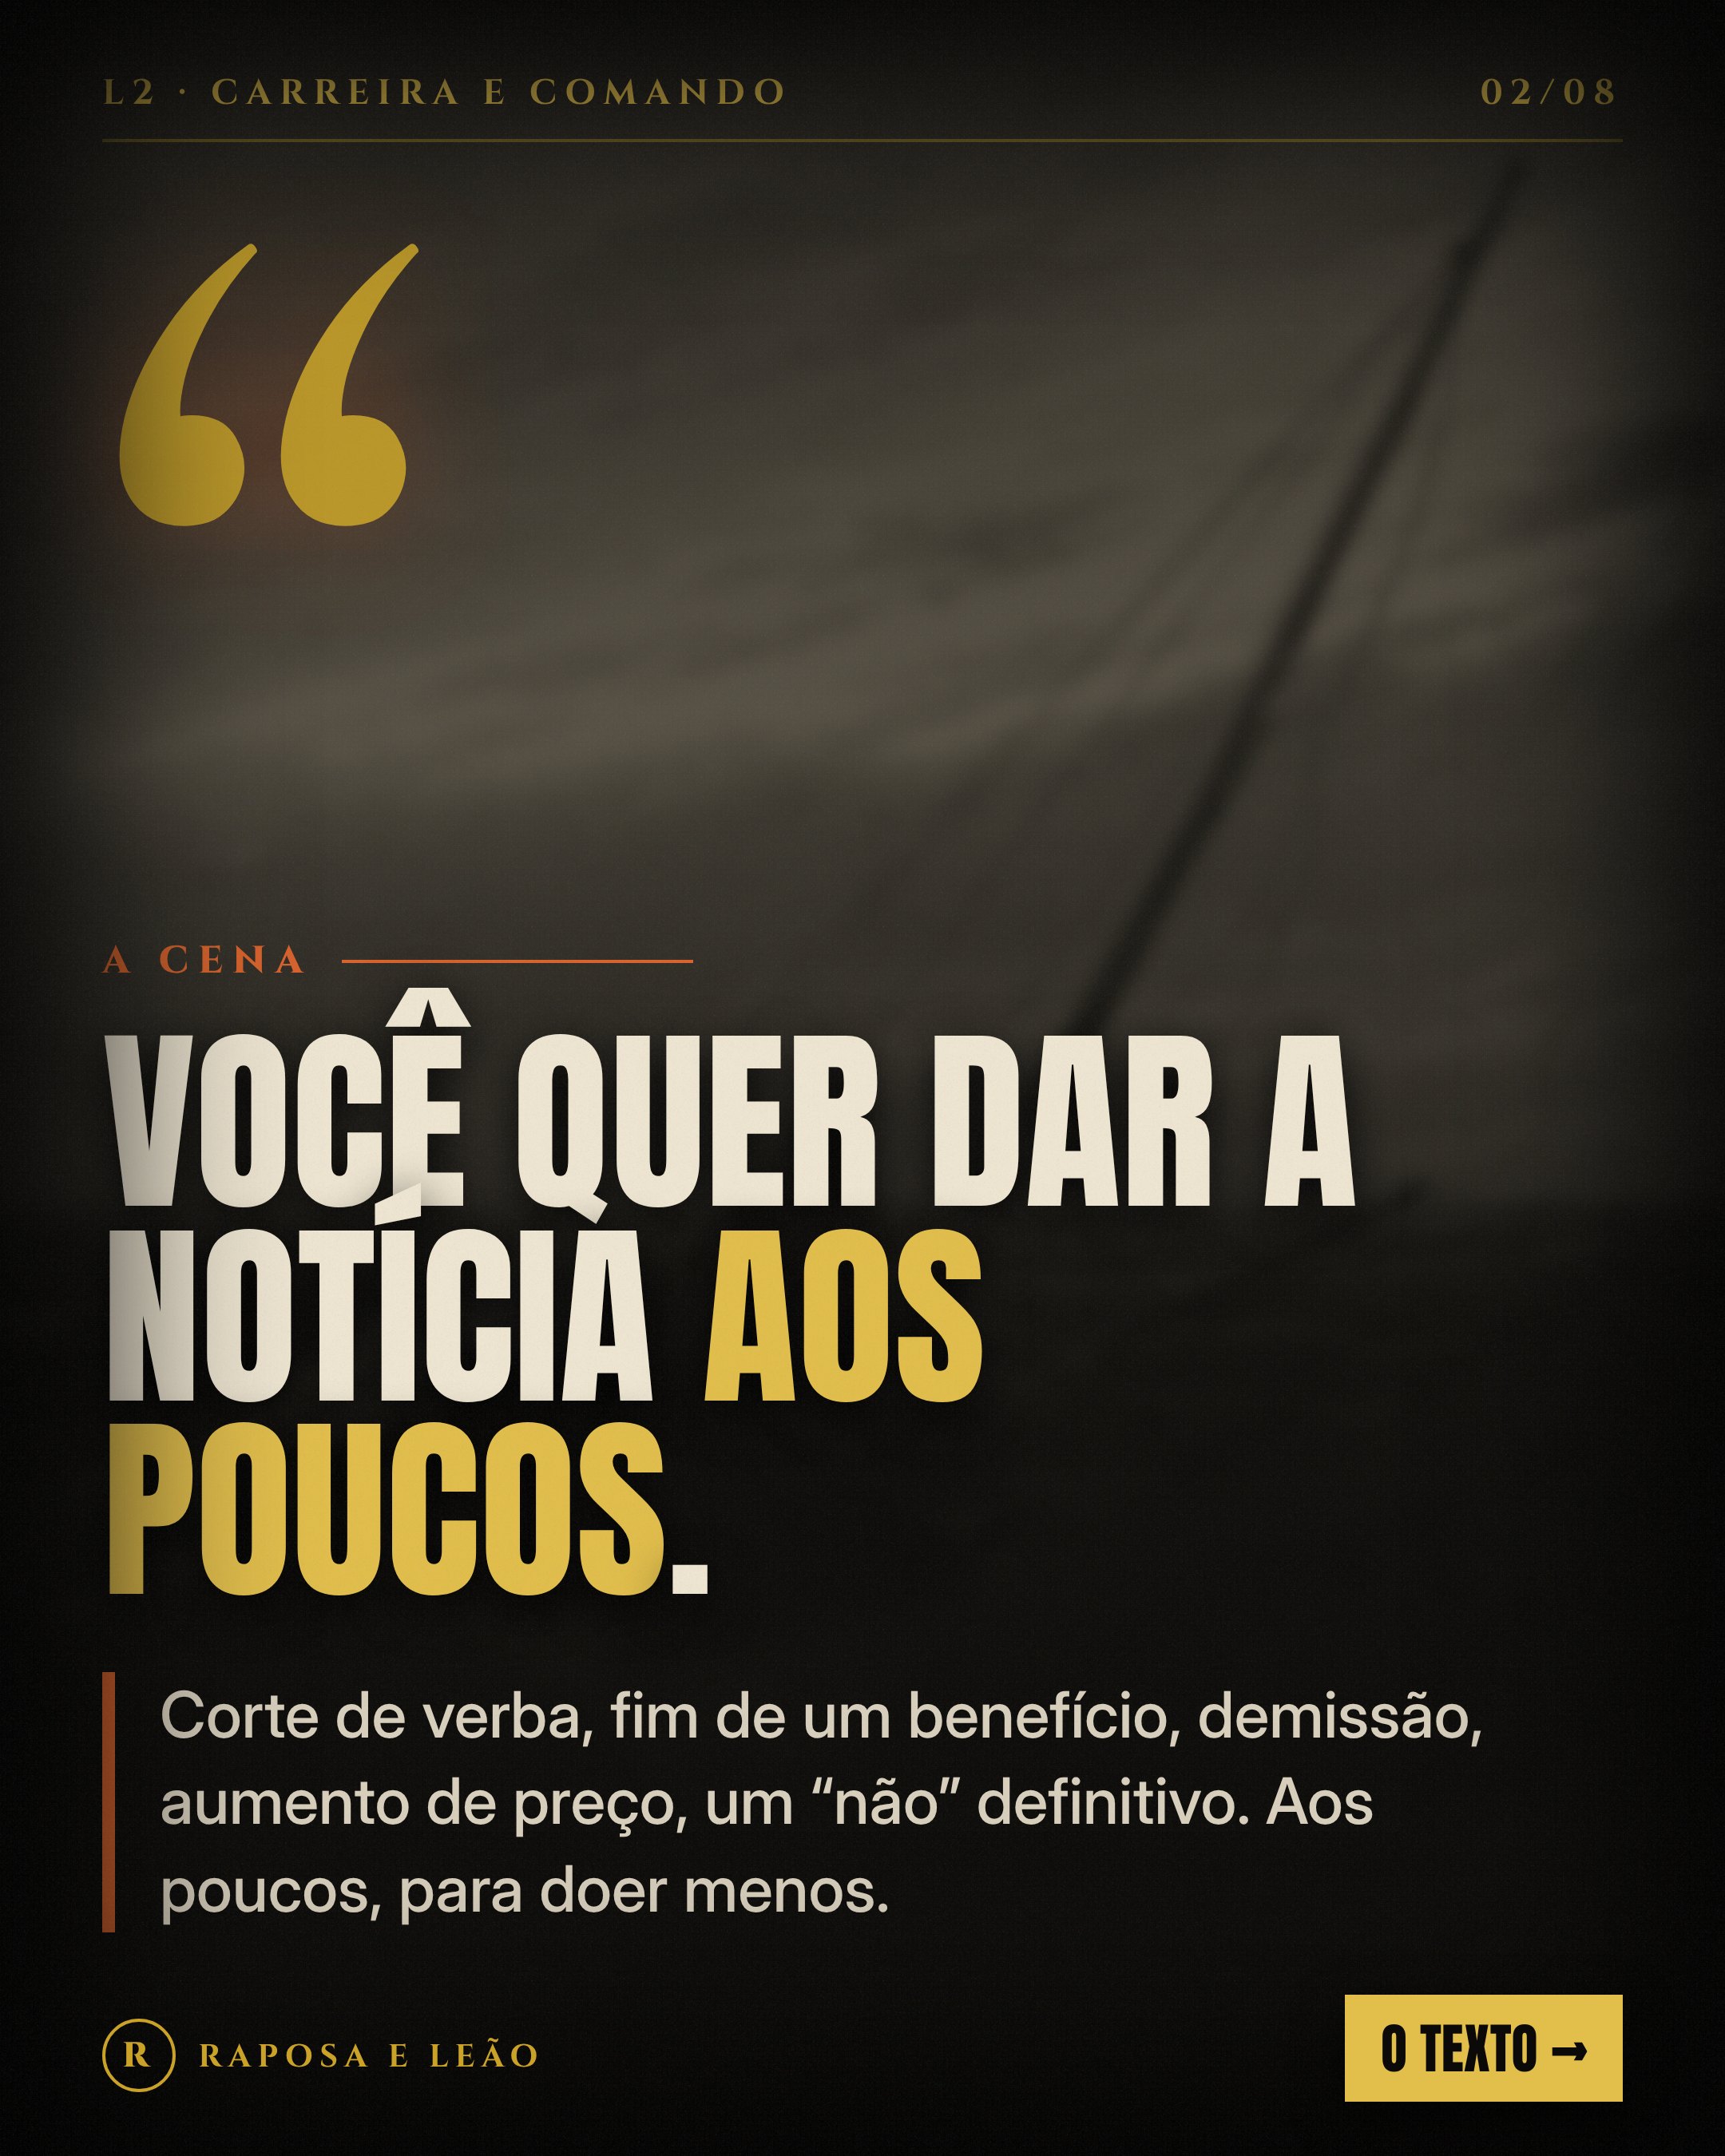 L2 · CARREIRA E COMANDO
02/08
“
A CENA
VOCÊ QUER DAR A
NOTÍCIA AOS
POUCOS.
Corte de verba, fim de um benefício, demissão,
aumento de preço, um “não” definitivo. Aos
poucos, para doer menos.
R RAPOSA E LEÃO
O TEXTO →